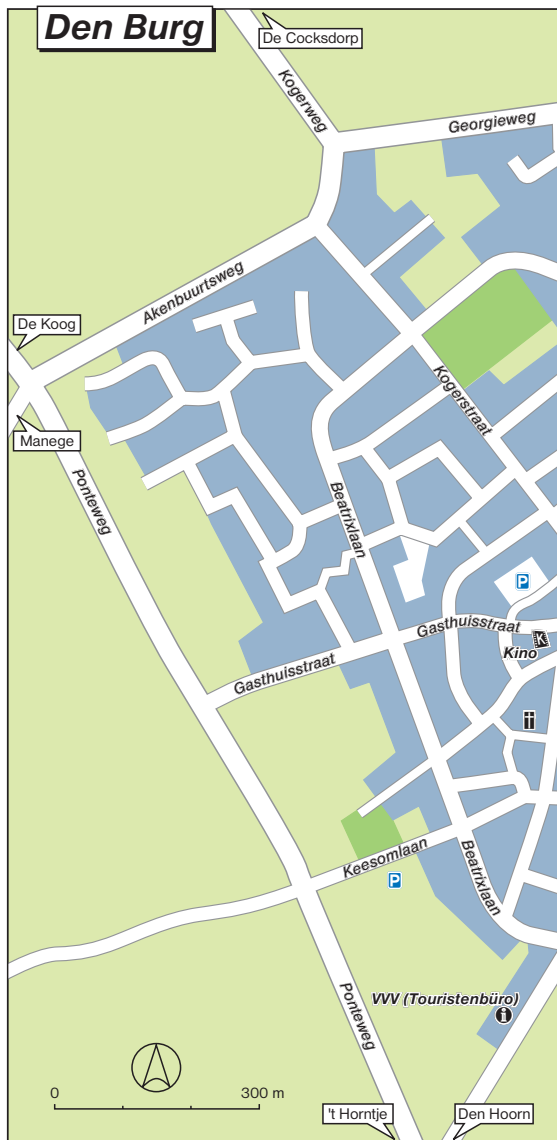 Den Burg
De Cocksdorp
Kogerweg
Georgieweg
Akenbuurtsweg
De Koog
Manege
Kogerstraat
Ponteweg
Beatrixlaan
P
Gasthuisstraat
K
Kino
Gasthuisstraat
Keesomlaan
P
Beatrixlaan
VVV (Touristenbüro)
i
Ponteweg
0 300 m
't Horntje
Den Hoorn